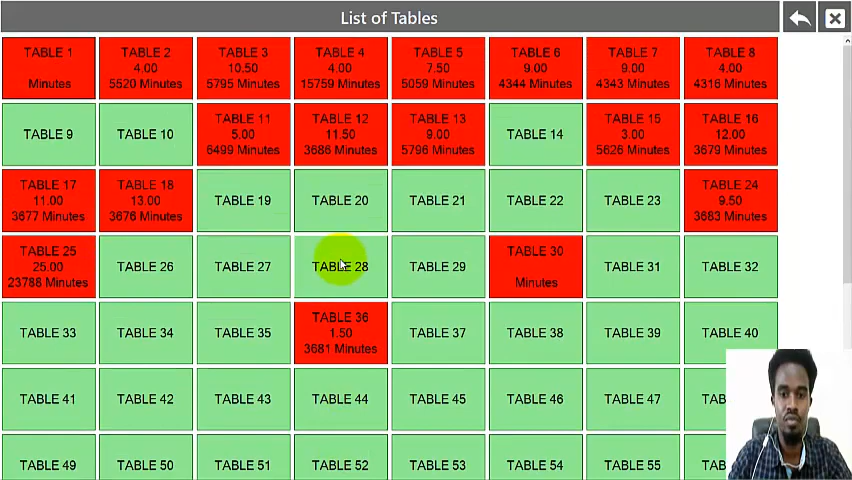 List of Tables
TABLE 1
Minutes
TABLE 2
4.00
5520 Minutes
TABLE 3
10.50
5795 Minutes
TABLE 4
4.00
15759 Minutes
TABLE 5
7.50
5059 Minutes
TABLE 6
9.00
4344 Minutes
TABLE 7
9.00
4343 Minutes
TABLE 8
4.00
4316 Minutes
TABLE 9
TABLE 10
TABLE 11
5.00
6499 Minutes
TABLE 12
11.50
3686 Minutes
TABLE 13
9.00
5796 Minutes
TABLE 14
TABLE 15
3.00
5626 Minutes
TABLE 16
12.00
3679 Minutes
TABLE 17
11.00
3677 Minutes
TABLE 18
13.00
3676 Minutes
TABLE 19
TABLE 20
TABLE 21
TABLE 22
TABLE 23
TABLE 24
9.50
3683 Minutes
TABLE 25
25.00
23788 Minutes
TABLE 26
TABLE 27
TABLE 28
TABLE 29
TABLE 30
Minutes
TABLE 31
TABLE 32
TABLE 33
TABLE 34
TABLE 35
TABLE 36
1.50
3681 Minutes
TABLE 37
TABLE 38
TABLE 39
TABLE 40
TABLE 41
TABLE 42
TABLE 43
TABLE 44
TABLE 45
TABLE 46
TABLE 47
TABLE 49
TABLE 50
TABLE 51
TABLE 52
TABLE 53
TABLE 54
TABLE 55